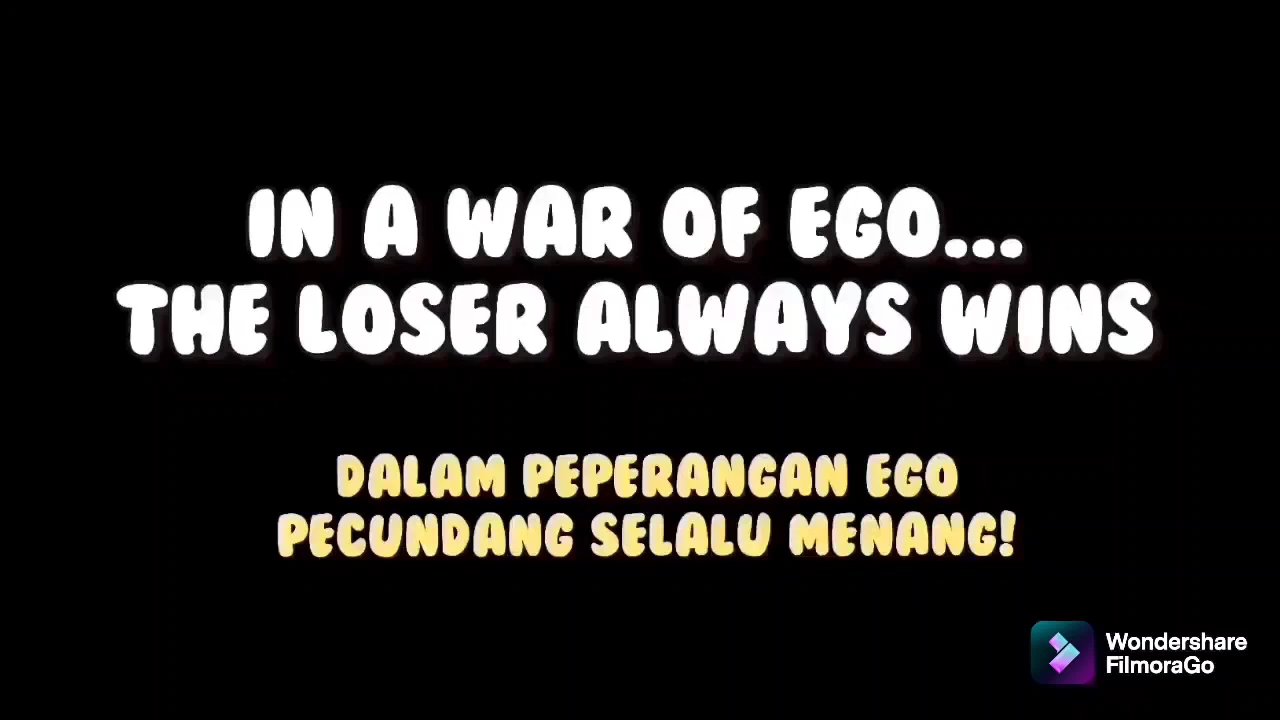 IN A WAR OF EGO...
THE LOSER ALWAYS WINS
DALAM PEPERANGAN EGO
PECUNDANG SELALU MENANG!
Wondershare
FilmoraGo